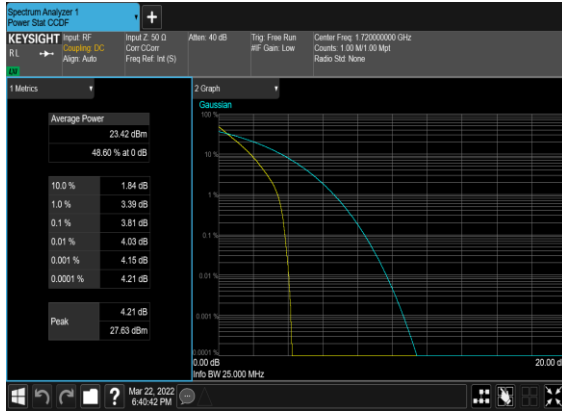 Spectrum Analyzer 1
Power Stat CCDF
+
KEYSIGHT
RL
LU
Input: RF
Coupling: DC
Align: Auto
Input Z: 50 Ω
Corr CCorr
Freq Ref: Int (S)
Atten: 40 dB
Trig: Free Run
#IF Gain: Low
Center Freq: 1.720000000 GHz
Counts: 1.00 M/1.00 Mpt
Radio Std: None
1 Metrics
Average Power
23.42 dBm
48.60 % at 0 dB
10.0 % 1.84 dB
1.0 % 3.39 dB
0.1 % 3.81 dB
0.01 % 4.03 dB
0.001 % 4.15 dB
0.0001 % 4.21 dB
Peak
4.21 dB
27.63 dBm
2 Graph
Gaussian
100 %
10 %
1 %
0.1 %
0.01 %
0.001 %
0.0001 %
0.00 dB
20.00 d
Info BW 25.000 MHz
?
Mar 22, 2022
6:40:42 PM